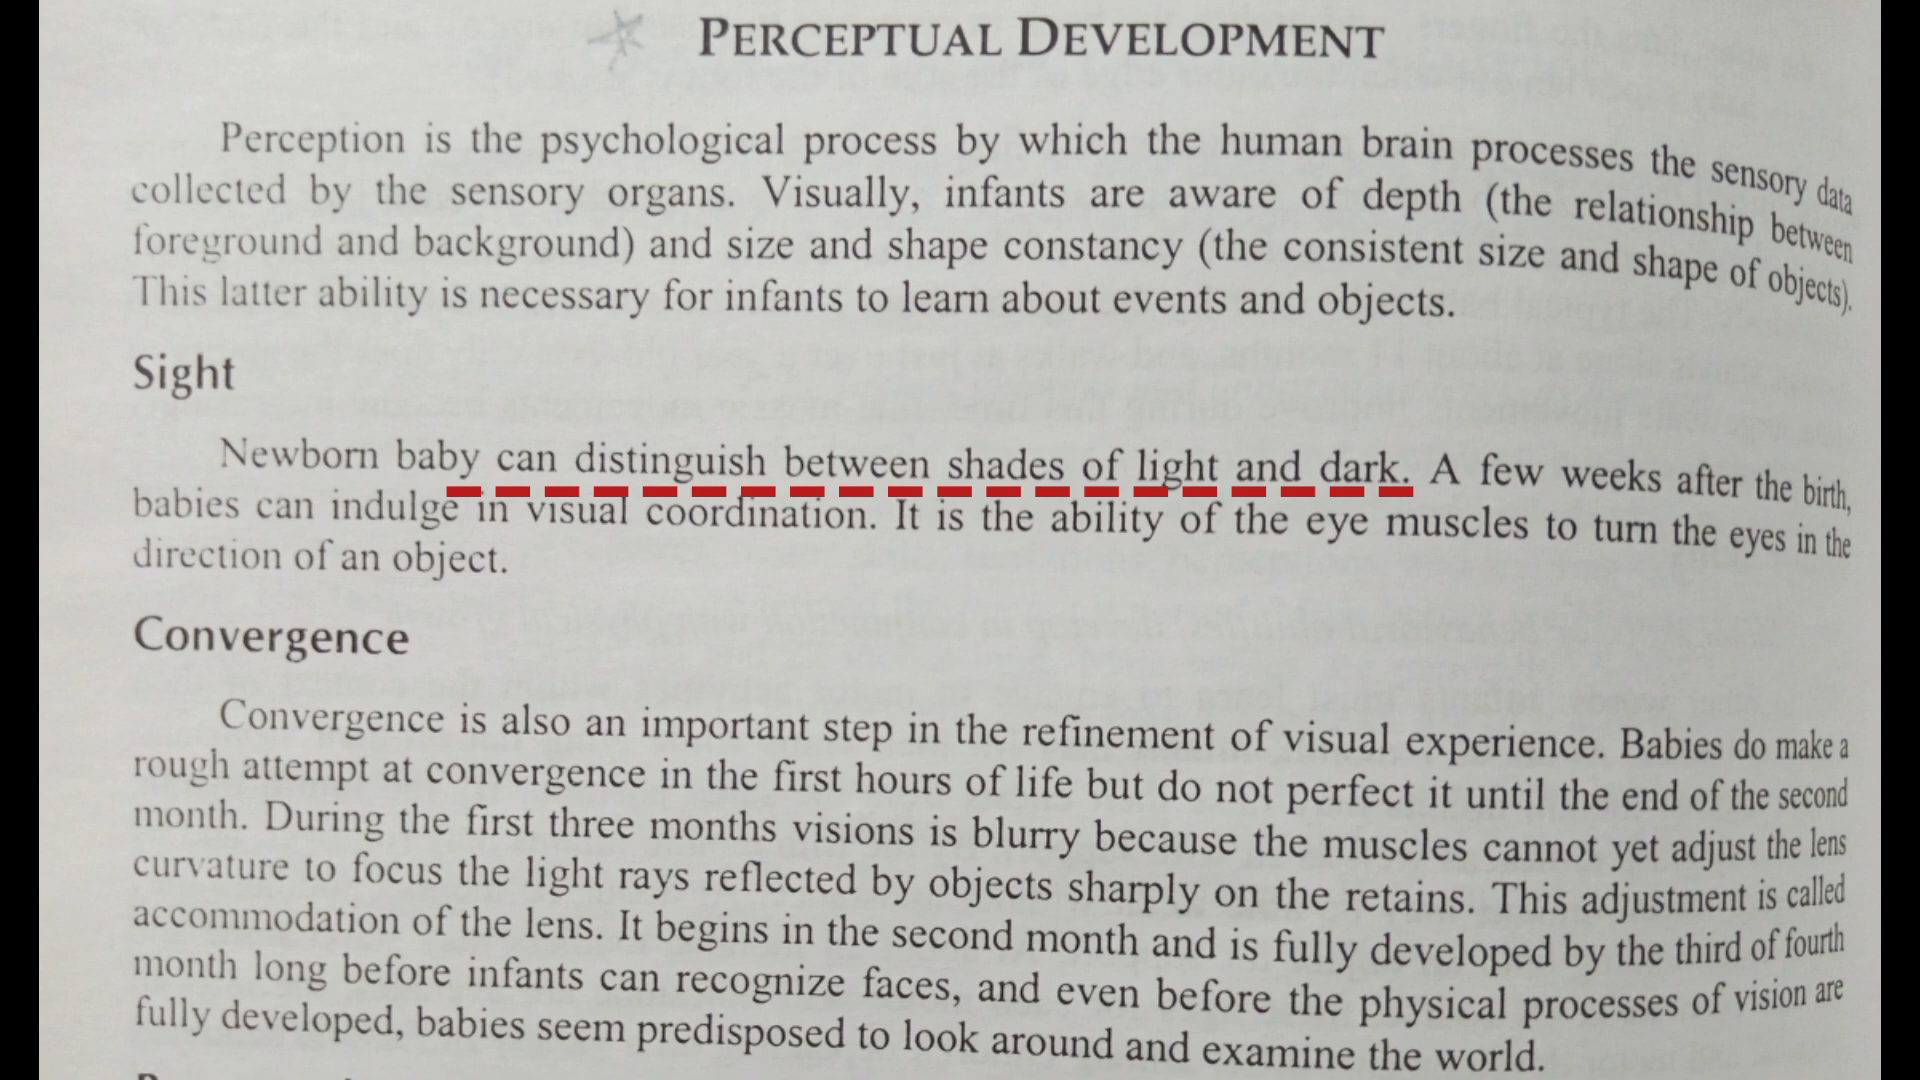 PERCEPTUAL DEVELOPMENT
Perception is the psychological process by which the human brain processes the sensory data
collected by the sensory organs. Visually, infants are aware of depth (the relationship between
foreground and background) and size and shape constancy (the consistent size and shape of objects).
This latter ability is necessary for infants to learn about events and objects.
Sight
Newborn baby can distinguish between shades of light and dark. A few weeks after the birth,
babies can indulge in visual coordination. It is the ability of the eye muscles to turn the eyes in the
direction of an object.
Convergence
Convergence is also an important step in the refinement of visual experience. Babies do make a
rough attempt at convergence in the first hours of life but do not perfect it until the end of the second
month. During the first three months visions is blurry because the muscles cannot yet adjust the lens
curvature to focus the light rays reflected by objects sharply on the retains. This adjustment is called
accommodation of the lens. It begins in the second month and is fully developed by the third of fourth
month long before infants can recognize faces, and even before the physical processes of vision are
fully developed, babies seem predisposed to look around and examine the world.